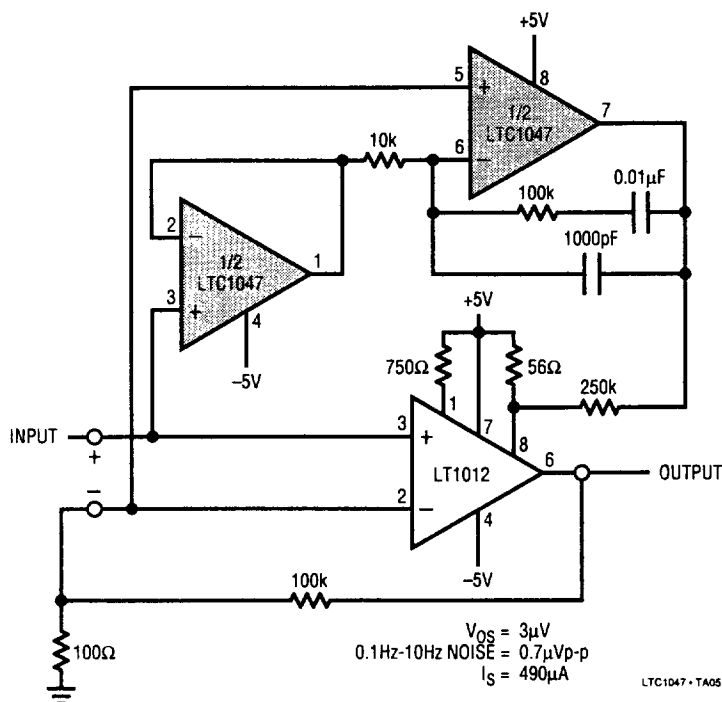 +5V
5
+
8
1/2
LTC1047
7
10k
6
−
100k
0.01µF
2
−
1/2
LTC1047
1
1000pF
3
+
4
−5V
+5V
750Ω
56Ω
250k
1
7
8
INPUT
+
3
+
LT1012
6
OUTPUT
−
2
−
4
−5V
100k
100Ω
VOS = 3µV
0.1Hz-10Hz NOISE = 0.7µVp-p
IS = 490µA
LTC1047 • TA05